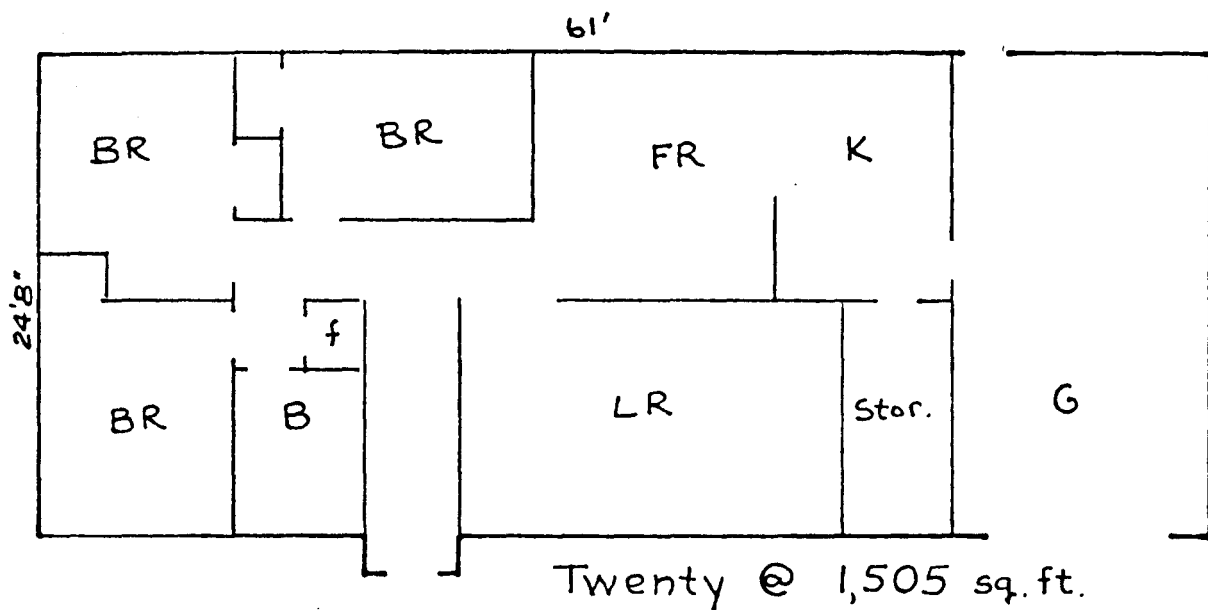 61'
BR
BR
FR
K
24'8"
f
BR
B
LR
Stor.
G
Twenty @ 1,505 sq. ft.